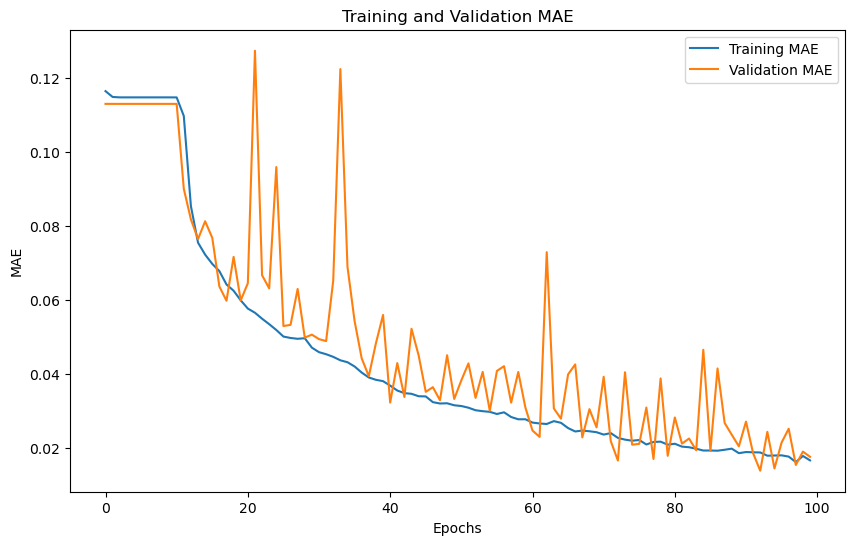 Training and Validation MAE
Training MAE
Validation MAE
0.12
0.10
0.08
0.06
0.04
0.02
MAE
0 20 40 60 80 100
Epochs